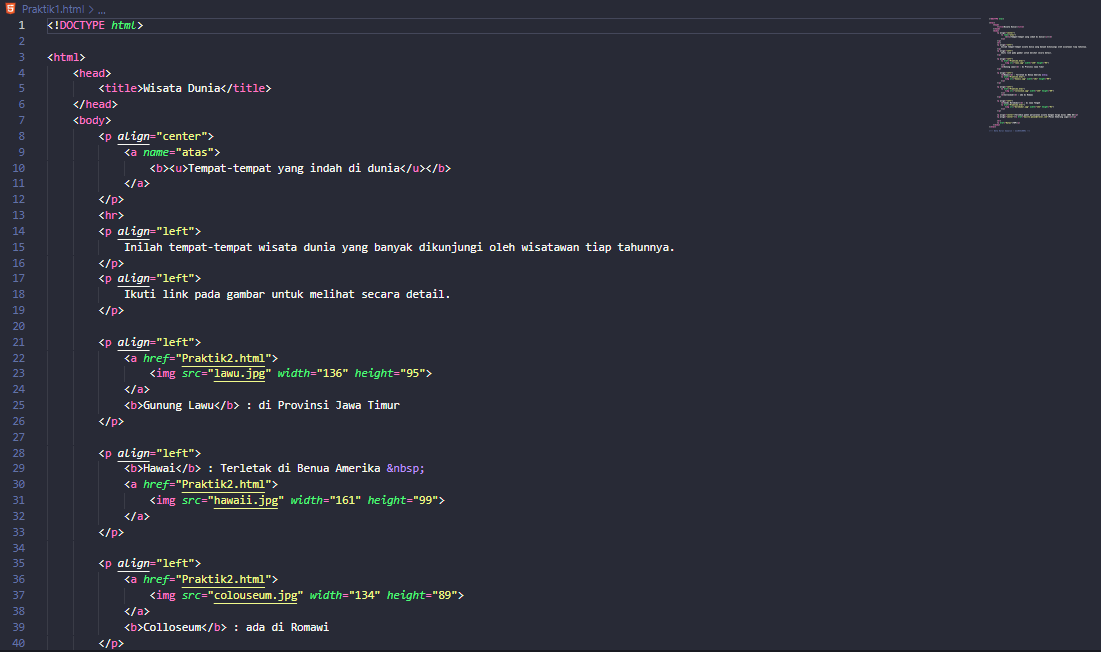 Praktik1.html > ...
1 <!DOCTYPE html>
2
3 <html>
4 <head>
5 <title>Wisata Dunia</title>
6 </head>
7 <body>
8 <p align="center">
9 <a name="atas">
10 <b><u>Tempat-tempat yang indah di dunia</u></b>
11 </a>
12 </p>
13 <hr>
14 <p align="left">
15 Inilah tempat-tempat wisata dunia yang banyak dikunjungi oleh wisatawan tiap tahunnya.
16 </p>
17 <p align="left">
18 Ikuti link pada gambar untuk melihat secara detail.
19 </p>
20
21 <p align="left">
22 <a href="Praktik2.html">
23 <img src="lawu.jpg" width="136" height="95">
24 </a>
25 <b>Gunung Lawu</b> : di Provinsi Jawa Timur
26 </p>
27
28 <p align="left">
29 <b>Hawai</b> : Terletak di Benua Amerika &nbsp;
30 <a href="Praktik2.html">
31 <img src="hawaii.jpg" width="161" height="99">
32 </a>
33 </p>
34
35 <p align="left">
36 <a href="Praktik2.html">
37 <img src="colouseum.jpg" width="134" height="89">
38 </a>
39 <b>Colloseum</b> : ada di Romawi
40 </p>